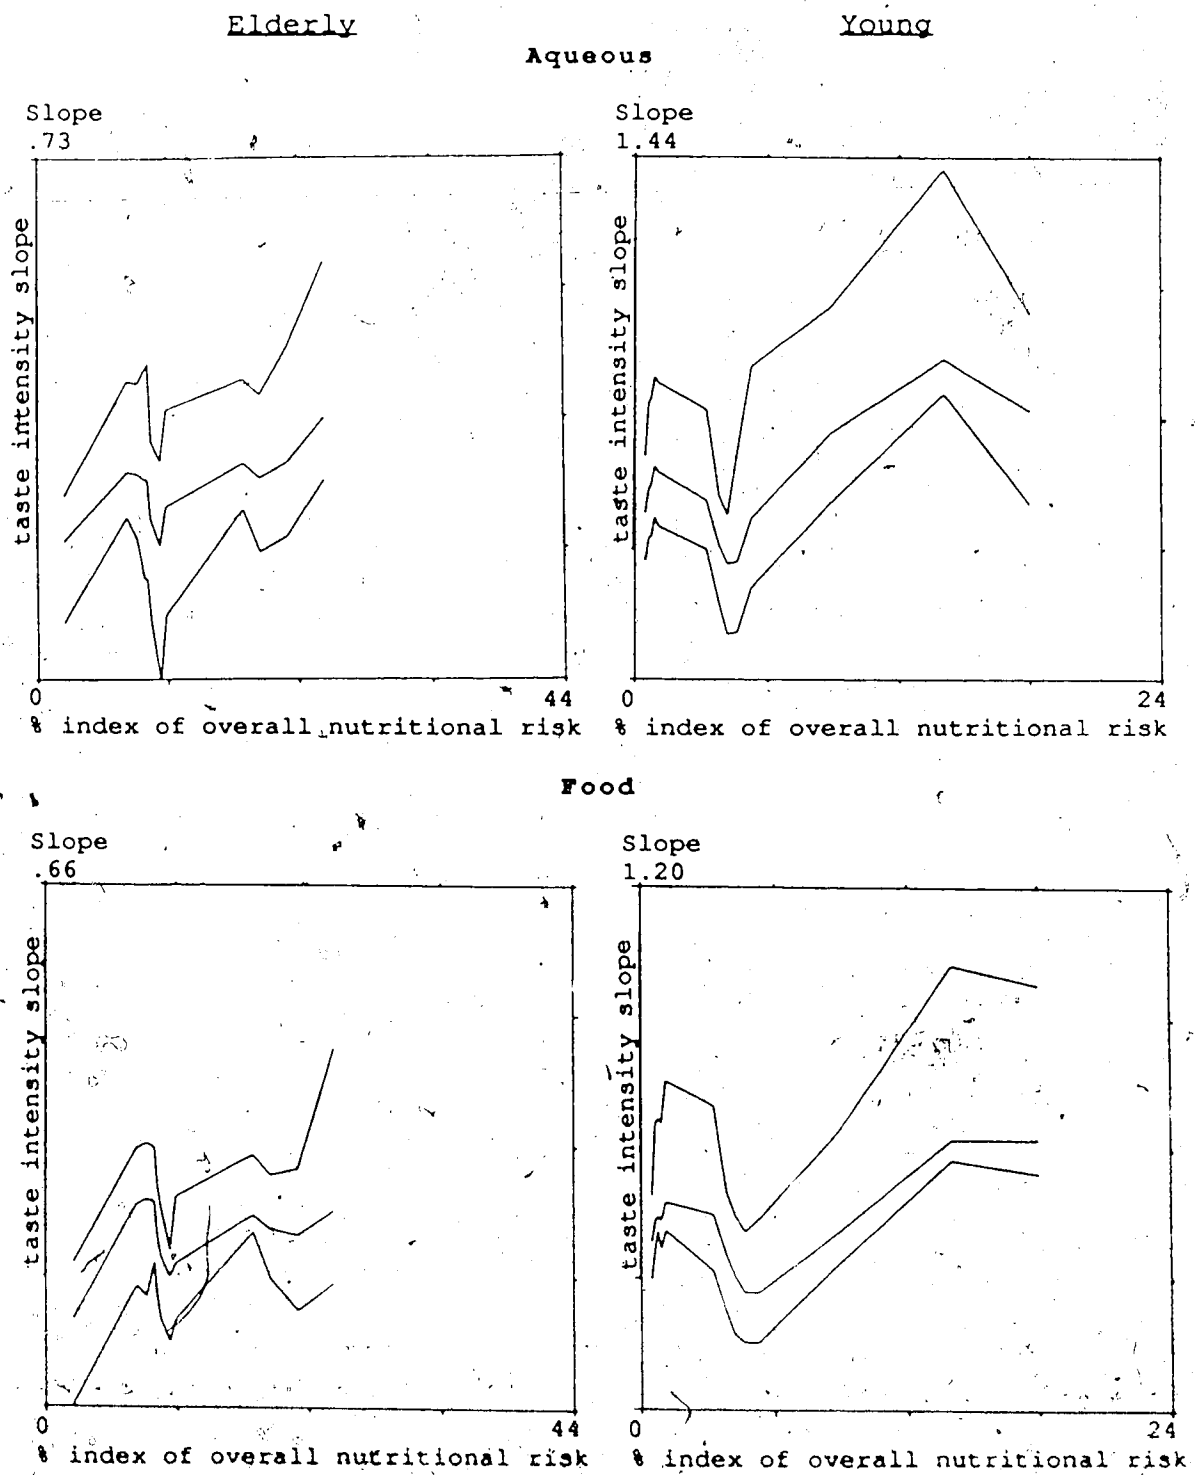 Elderly Young
Aqueous
Slope Slope
.73 1.44
taste intensity slope taste intensity slope
0 44 0 24
% index of overall nutritional risk % index of overall nutritional risk
Food
Slope Slope
.66 1.20
taste intensity slope taste intensity slope
0 44 0 24
% index of overall nutritional risk % index of overall nutritional risk